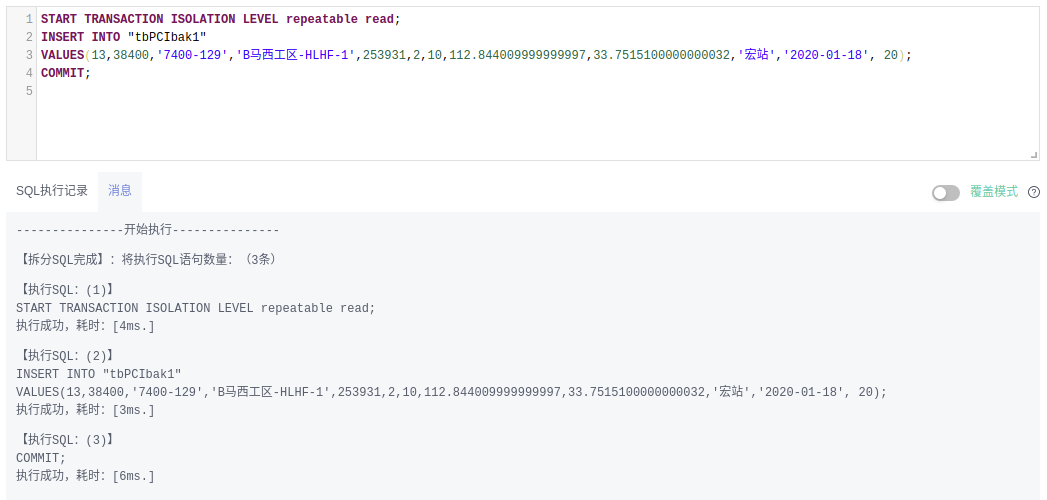 1 START TRANSACTION ISOLATION LEVEL repeatable read;
2 INSERT INTO "tbPCIbak1"
3 VALUES(13,38400,'7400-129','B马西工区-HLHF-1',253931,2,10,112.844009999999997,33.7515100000000032,'宏站','2020-01-18', 20);
4 COMMIT;
5
SQL执行记录 消息 覆盖模式
---------------开始执行---------------
【拆分SQL完成】：将执行SQL语句数量：（3条）
【执行SQL：(1)】
START TRANSACTION ISOLATION LEVEL repeatable read;
执行成功，耗时：[4ms.]
【执行SQL：(2)】
INSERT INTO "tbPCIbak1"
VALUES(13,38400,'7400-129','B马西工区-HLHF-1',253931,2,10,112.844009999999997,33.7515100000000032,'宏站','2020-01-18', 20);
执行成功，耗时：[3ms.]
【执行SQL：(3)】
COMMIT;
执行成功，耗时：[6ms.]